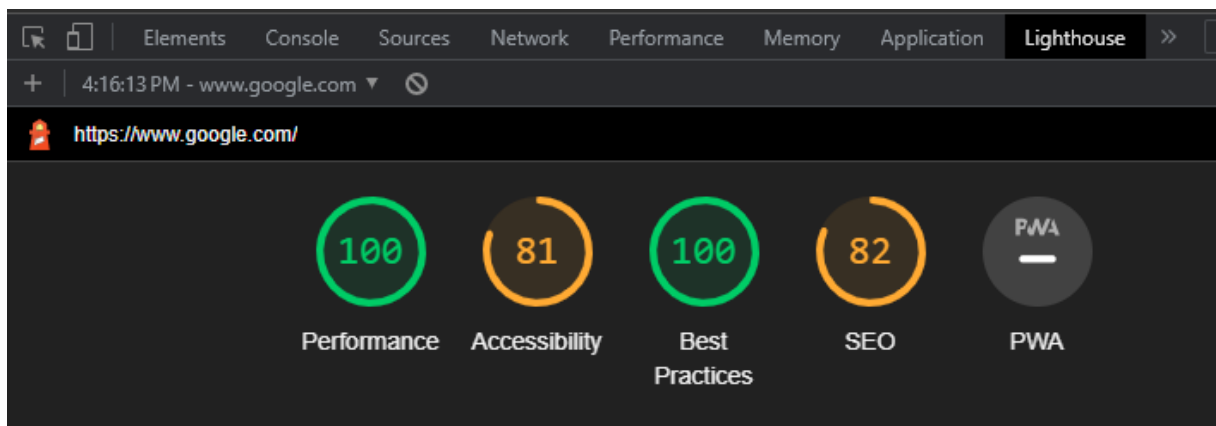 Elements Console Sources Network Performance Memory Application Lighthouse »
+ 4:16:13 PM - www.google.com ▼
https://www.google.com/
100 81 100 82 PWA
Performance Accessibility Best Practices SEO PWA